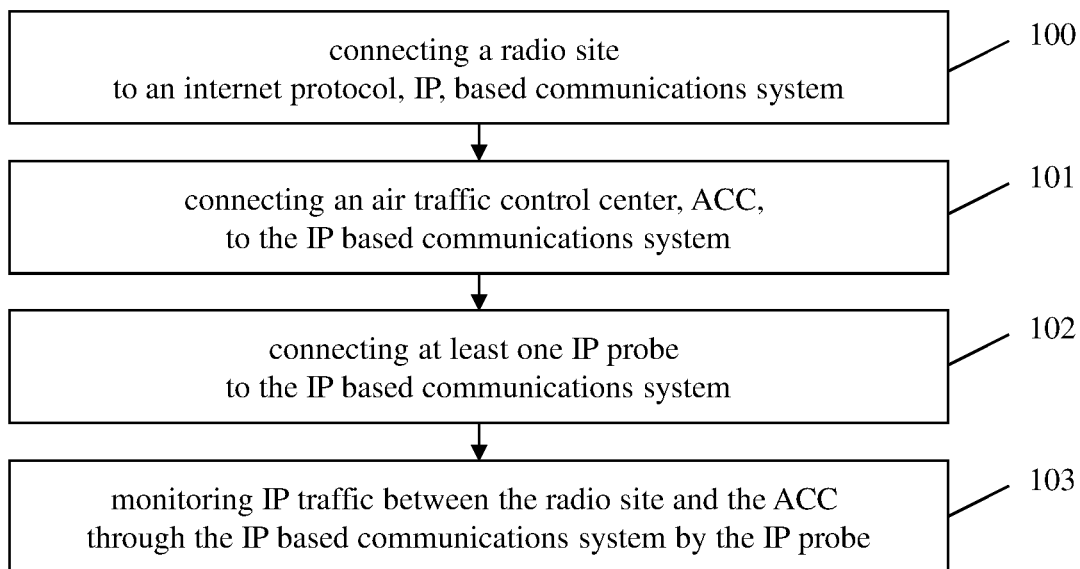 connecting a radio site
to an internet protocol, IP, based communications system
100
connecting an air traffic control center, ACC,
to the IP based communications system
101
connecting at least one IP probe
to the IP based communications system
102
monitoring IP traffic between the radio site and the ACC
through the IP based communications system by the IP probe
103